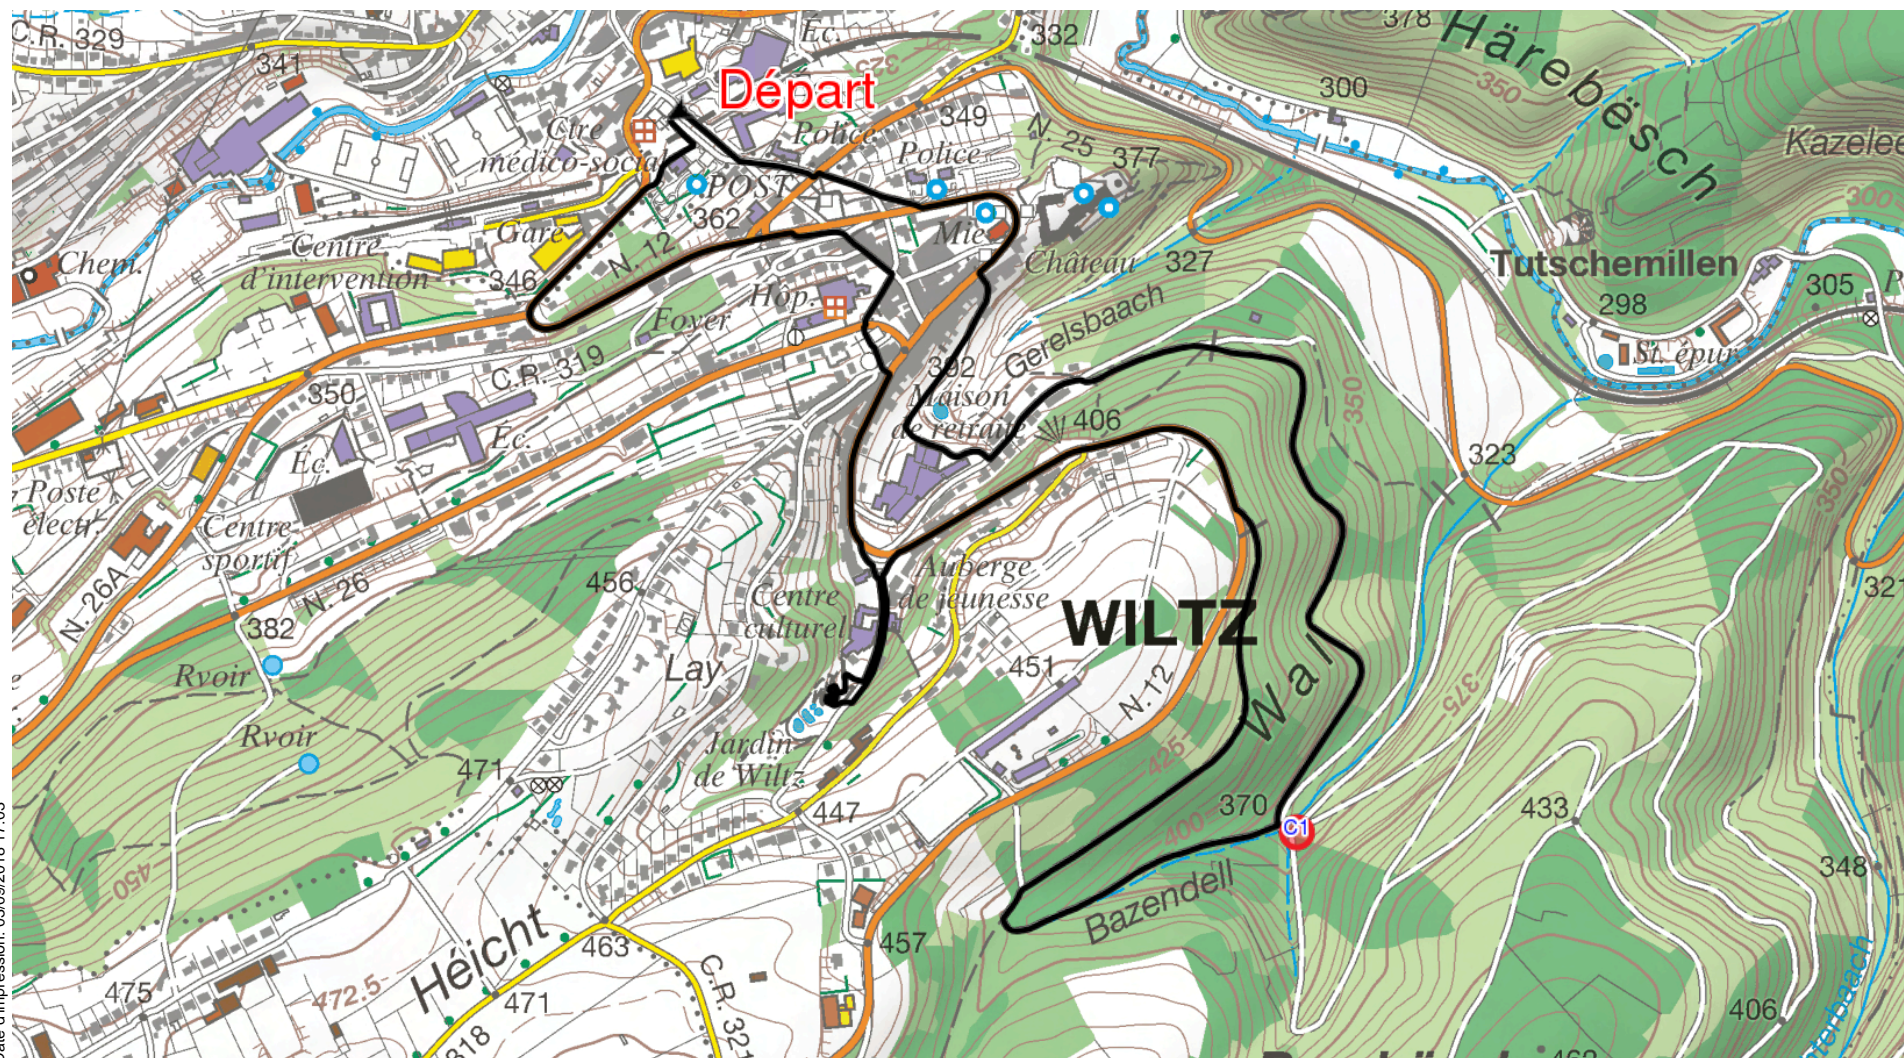 C.R. 329
341
Éc.
332
378
Härebësch
325
Départ
300
350
349
N. 25
Ctre
médico-social
Police
Police
377
Kazelee
POST
362
300
Gare
N. 12
Mie
Château
327
Tutschemillen
Chem.
Centre
d'intervention
346
Hôp.
Gerelsbaach
298
305
Foyer
St. épur.
C.R. 319
392
350
Maison
de retraite
406
350
Éc.
Éc.
323
350
Poste
électr.
Centre
sportif
N. 26A
N. 26
456
Auberge
de jeunesse
Centre
culturel
WILTZ
382
Lay
Rvoir
451
Wal
N. 12
375
Rvoir
Jardin
de Wiltz
425
471
447
370
C1
400
433
348
450
Bazendell
Héicht
463
457
475
472.5
471
C.R. 321
406
318